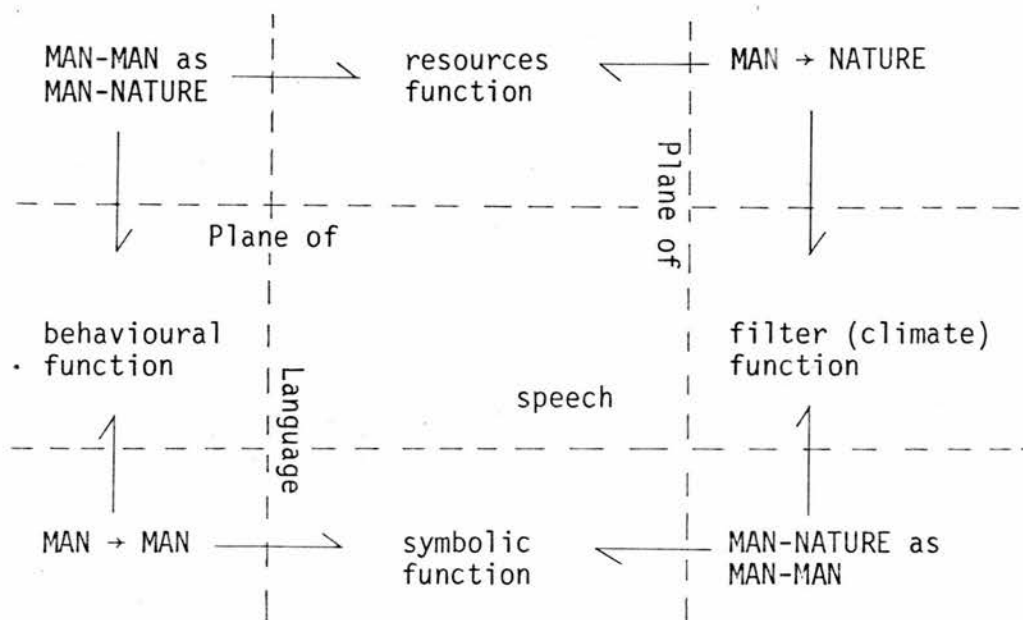 MAN-MAN as
MAN-NATURE
resources
function
MAN → NATURE
Plane of
Plane of
behavioural
function
filter (climate)
function
Language
speech
MAN → MAN
symbolic
function
MAN-NATURE as
MAN-MAN